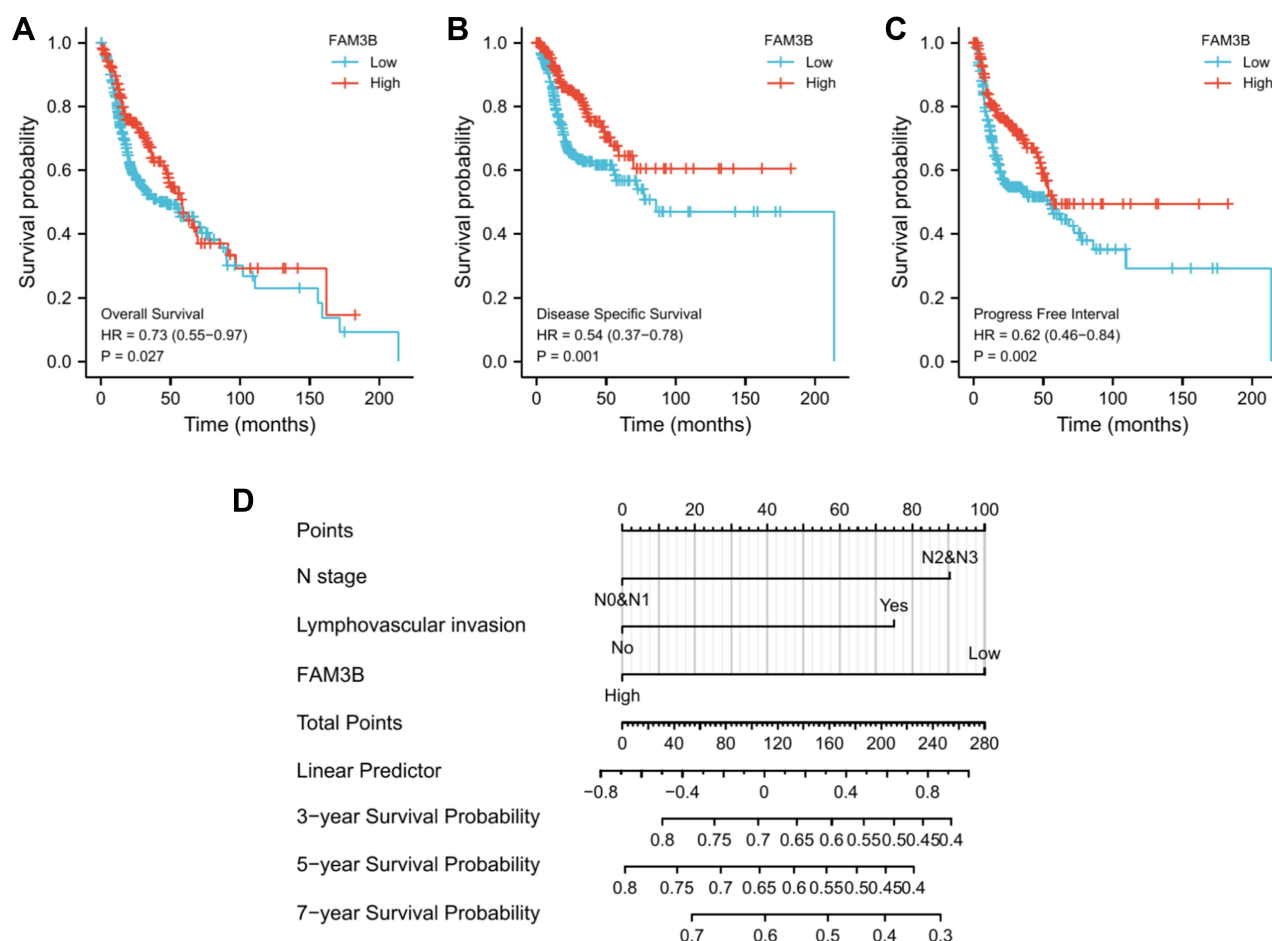 A
FAM3B
Low
High
1.0
0.8
0.6
0.4
0.2
0.0
Survival probability
Overall Survival
HR = 0.73 (0.55−0.97)
P = 0.027
0 50 100 150 200
Time (months)
B
FAM3B
Low
High
1.0
0.8
0.6
0.4
0.2
0.0
Survival probability
Disease Specific Survival
HR = 0.54 (0.37−0.78)
P = 0.001
0 50 100 150 200
Time (months)
C
FAM3B
Low
High
1.0
0.8
0.6
0.4
0.2
0.0
Survival probability
Progress Free Interval
HR = 0.62 (0.46−0.84)
P = 0.002
0 50 100 150 200
Time (months)
D
0 20 40 60 80 100
Points
N2&N3
N stage
N0&N1
Yes
Lymphovascular invasion
No
Low
FAM3B
High
Total Points
0 40 80 120 160 200 240 280
Linear Predictor
−0.8 −0.4 0 0.4 0.8
3−year Survival Probability
0.8 0.75 0.7 0.65 0.6 0.55 0.5 0.45 0.4
5−year Survival Probability
0.8 0.75 0.7 0.65 0.6 0.55 0.5 0.45 0.4
7−year Survival Probability
0.7 0.6 0.5 0.4 0.3